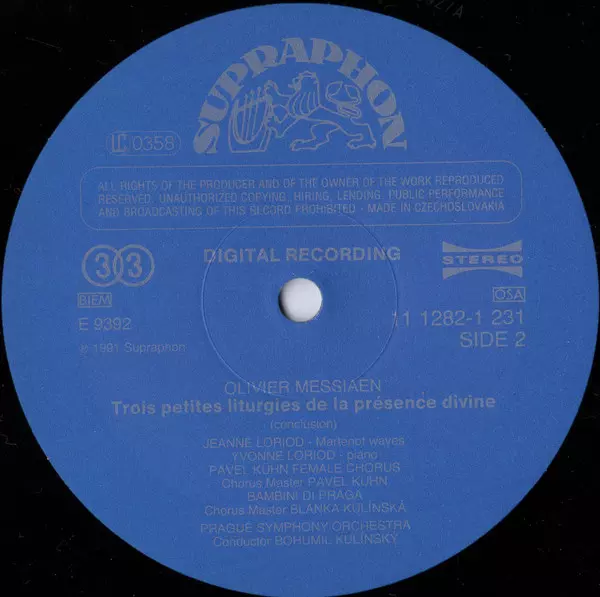 SUPRAPHON
LC 0358
ALL RIGHTS OF THE PRODUCER AND OF THE OWNER OF THE WORK REPRODUCED
RESERVED. UNAUTHORIZED COPYING, HIRING, LENDING, PUBLIC PERFORMANCE
AND BROADCASTING OF THIS RECORD PROHIBITED - MADE IN CZECHOSLOVAKIA
33
DIGITAL RECORDING
STEREO
BIEM
OSA
E 9392
11 1282-1 231
℗ 1991 Supraphon
SIDE 2
OLIVIER MESSIAEN
Trois petites liturgies de la présence divine
(conclusion)
JEANNE LORIOD - Martenot waves
YVONNE LORIOD - piano
PAVEL KÜHN FEMALE CHORUS
Chorus Master PAVEL KÜHN
BAMBINI DI PRAGA
Chorus Master BLANKA KULÍNSKÁ
PRAGUE SYMPHONY ORCHESTRA
Conductor BOHUMIL KULÍNSKÝ